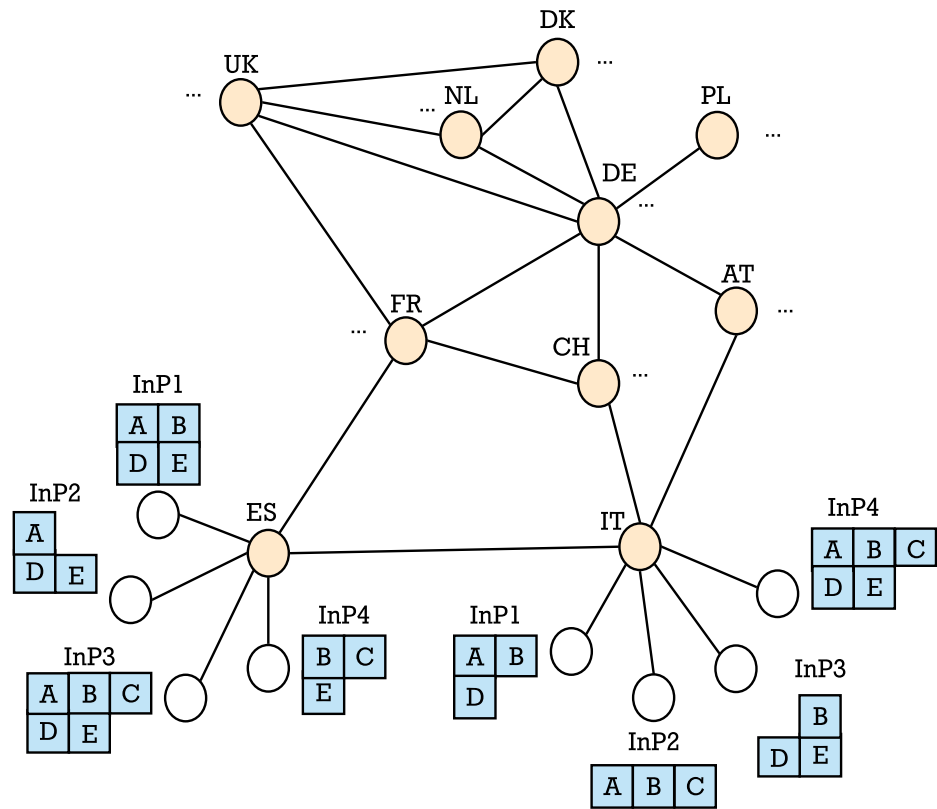 DK
...
UK
...
NL
...
PL
...
DE
...
AT
...
FR
...
CH
...
InP1
A B
D E
InP2
A
D E
ES
InP3
A B C
D E
InP4
B C
E
IT
InP1
A B
D
InP2
A B C
InP3
B
D E
InP4
A B C
D E